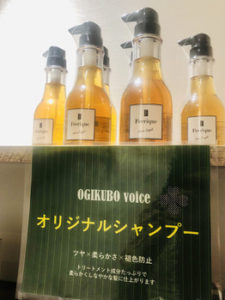 Fierique
Fierique
OGIKUBO voice
オリジナルシャンプー
ツヤ×柔らかさ×褪色防止
トリートメント成分たっぷりで
柔らかくしなやかな髪に仕上がります